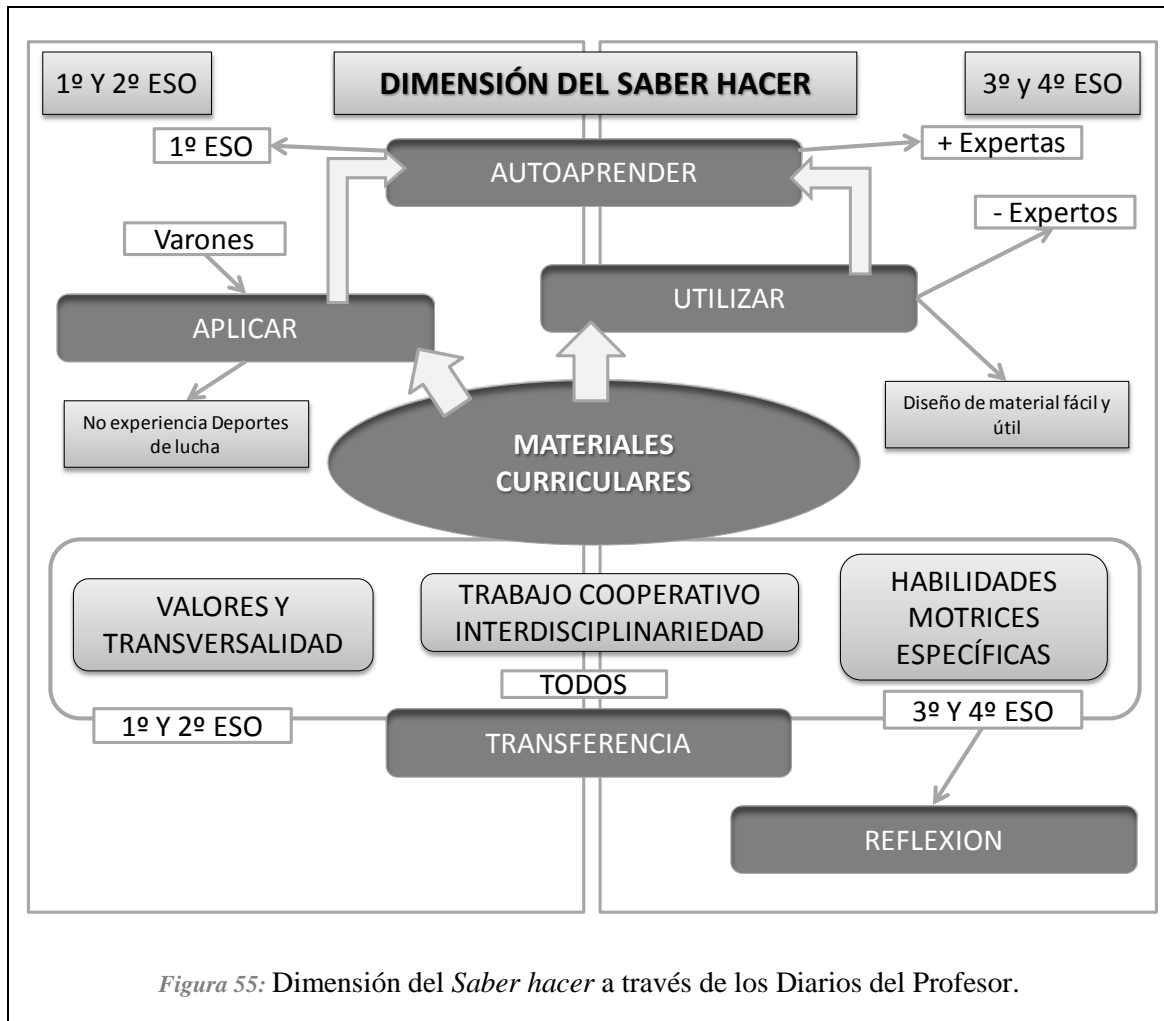 1º Y 2º ESO
DIMENSIÓN DEL SABER HACER
3º y 4º ESO
1º ESO
AUTOAPRENDER
+ Expertas
- Expertos
Varones
UTILIZAR
APLICAR
No experiencia Deportes
de lucha
Diseño de material fácil y
útil
MATERIALES
CURRICULARES
VALORES Y
TRANSVERSALIDAD
TRABAJO COOPERATIVO
INTERDISCIPLINARIEDAD
HABILIDADES
MOTRICES
ESPECÍFICAS
TODOS
1º Y 2º ESO
3º Y 4º ESO
TRANSFERENCIA
REFLEXION
Figura 55: Dimensión del Saber hacer a través de los Diarios del Profesor.